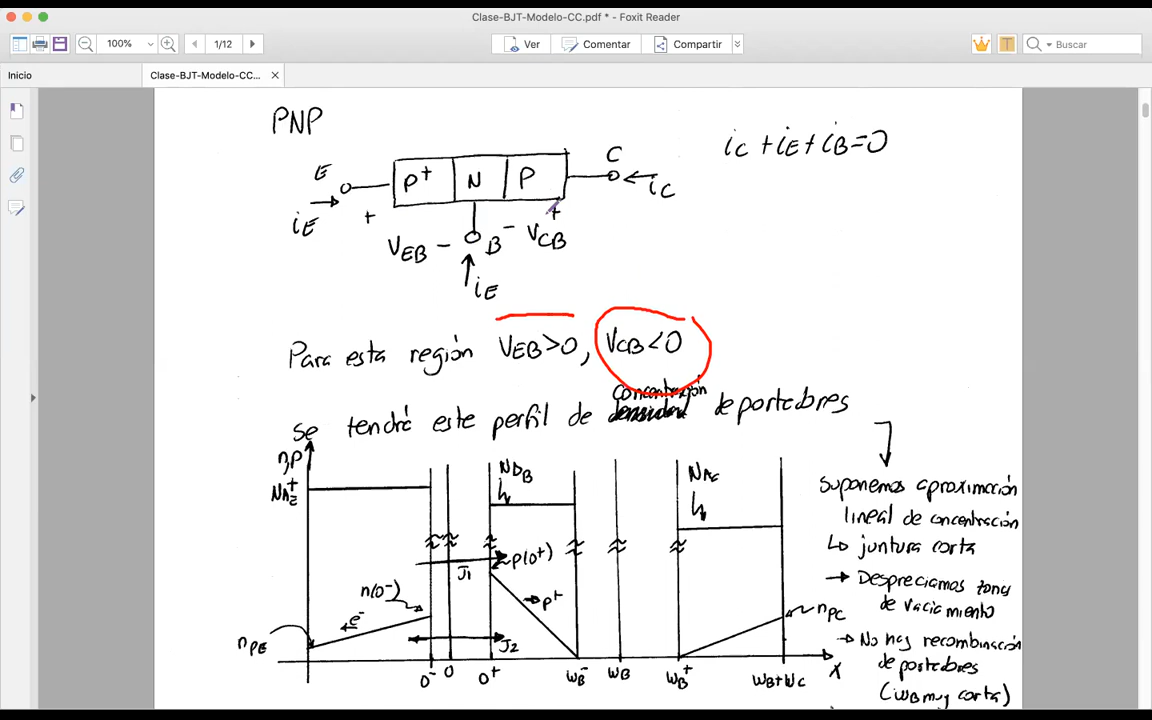 Clase-BJT-Modelo-CC.pdf * - Foxit Reader
100%
1/12
Ver
Comentar
Compartir
T
Buscar
Inicio
Clase-BJT-Modelo-CC...
PNP
iC + iE + iB = 0
E
P+
N
P
C
iE
+
iC
VEB
-
B
-
VCB
+
iE
Para esta región VEB>0, VCB<0
concentración
Se tendrá este perfil de densidad de portadores
n,p
NDB
p(0+)
J1
n(0-)
e-
p+
npC
npE
J2
0-
0
0+
WB-
WB
WB+
WB+WC
x
Suponemos aproximación
lineal de concentración
↳ juntura corta
→ Despreciamos zona
de vaciamiento
→ No hay recombinación
de portadores
(WB muy corta)